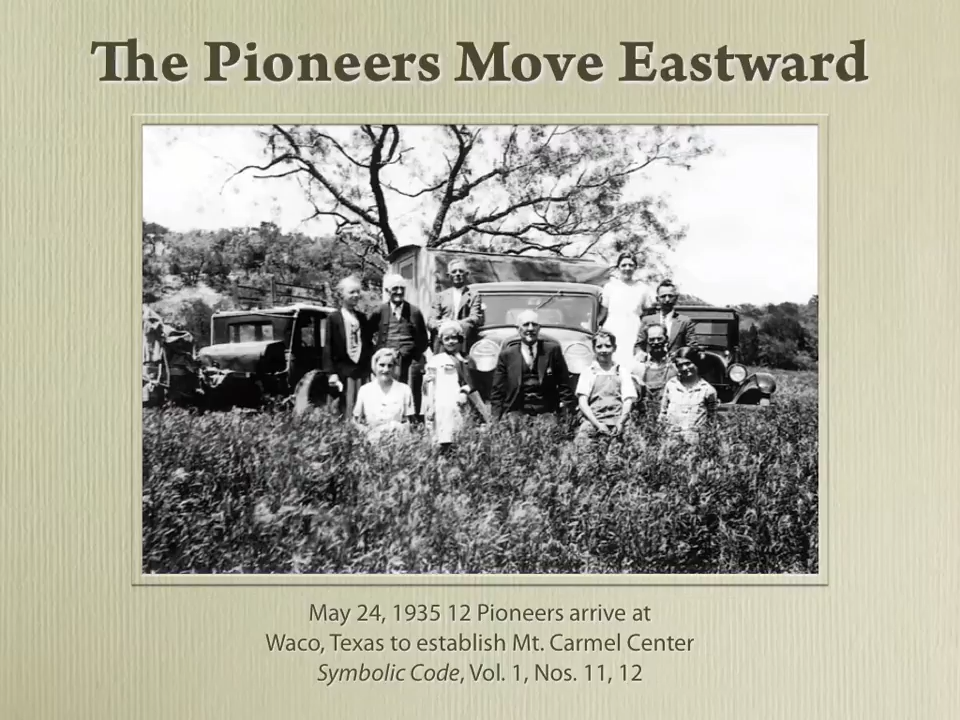 The Pioneers Move Eastward
May 24, 1935 12 Pioneers arrive at
Waco, Texas to establish Mt. Carmel Center
Symbolic Code, Vol. 1, Nos. 11, 12